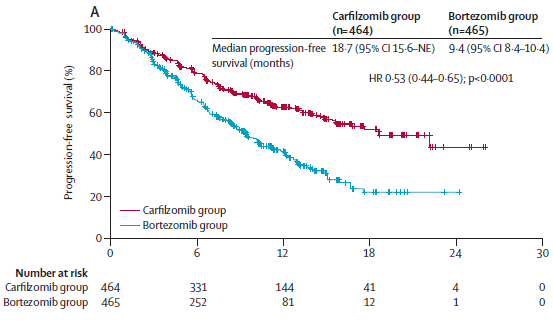 A
Carfilzomib group Bortezomib group
(n=464) (n=465)
Median progression-free 18·7 (95% CI 15·6–NE) 9·4 (95% CI 8·4–10·4)
survival (months)
HR 0·53 (0·44–0·65); p<0·0001
Progression-free survival (%)
100
80
60
40
20
0
Carfilzomib group
Bortezomib group
0 6 12 18 24 30
Number at risk
Carfilzomib group 464 331 144 41 4 0
Bortezomib group 465 252 81 12 1 0